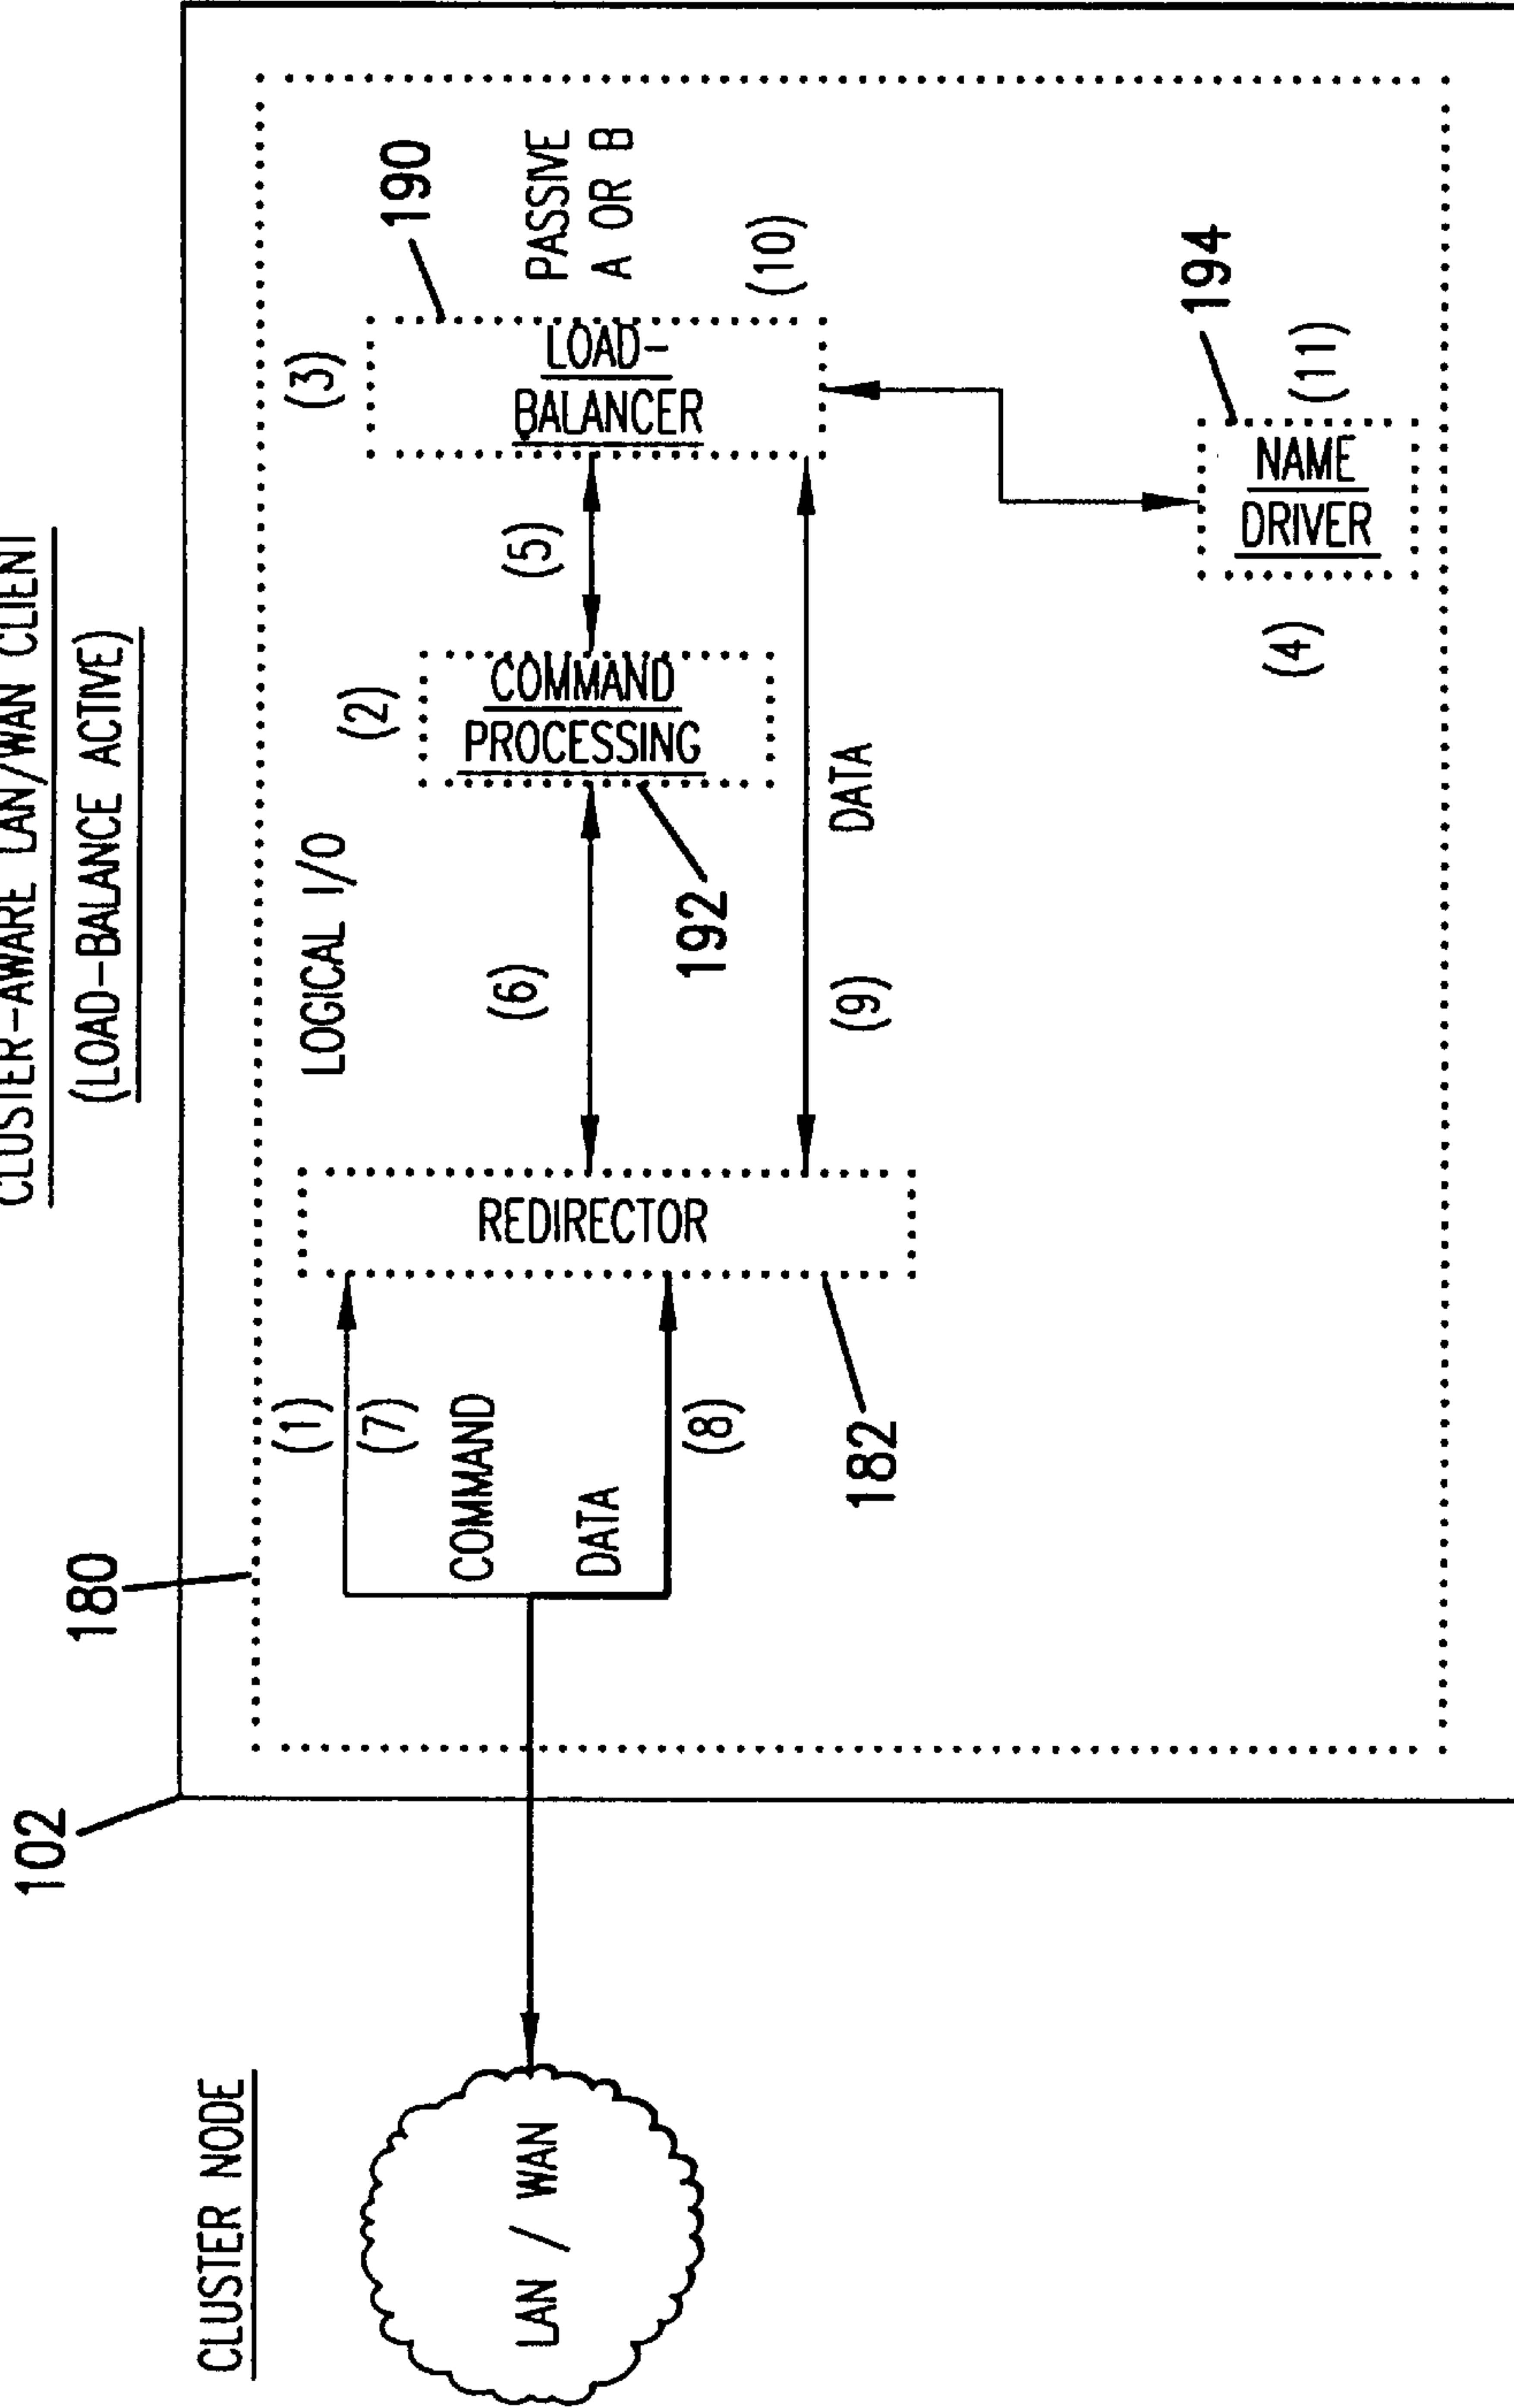 CLUSTER-AWARE LAN/WAN CLIENT
(LOAD-BALANCE ACTIVE)
CLUSTER NODE
102
180
LAN / WAN
(1)
(7)
COMMAND
DATA
(8)
182
REDIRECTOR
LOGICAL I/O
(6)
(9)
DATA
192
(2)
COMMAND
PROCESSING
(5)
(3)
LOAD-
BALANCER
190
PASSIVE
A OR B
(10)
194
(11)
NAME
DRIVER
(4)